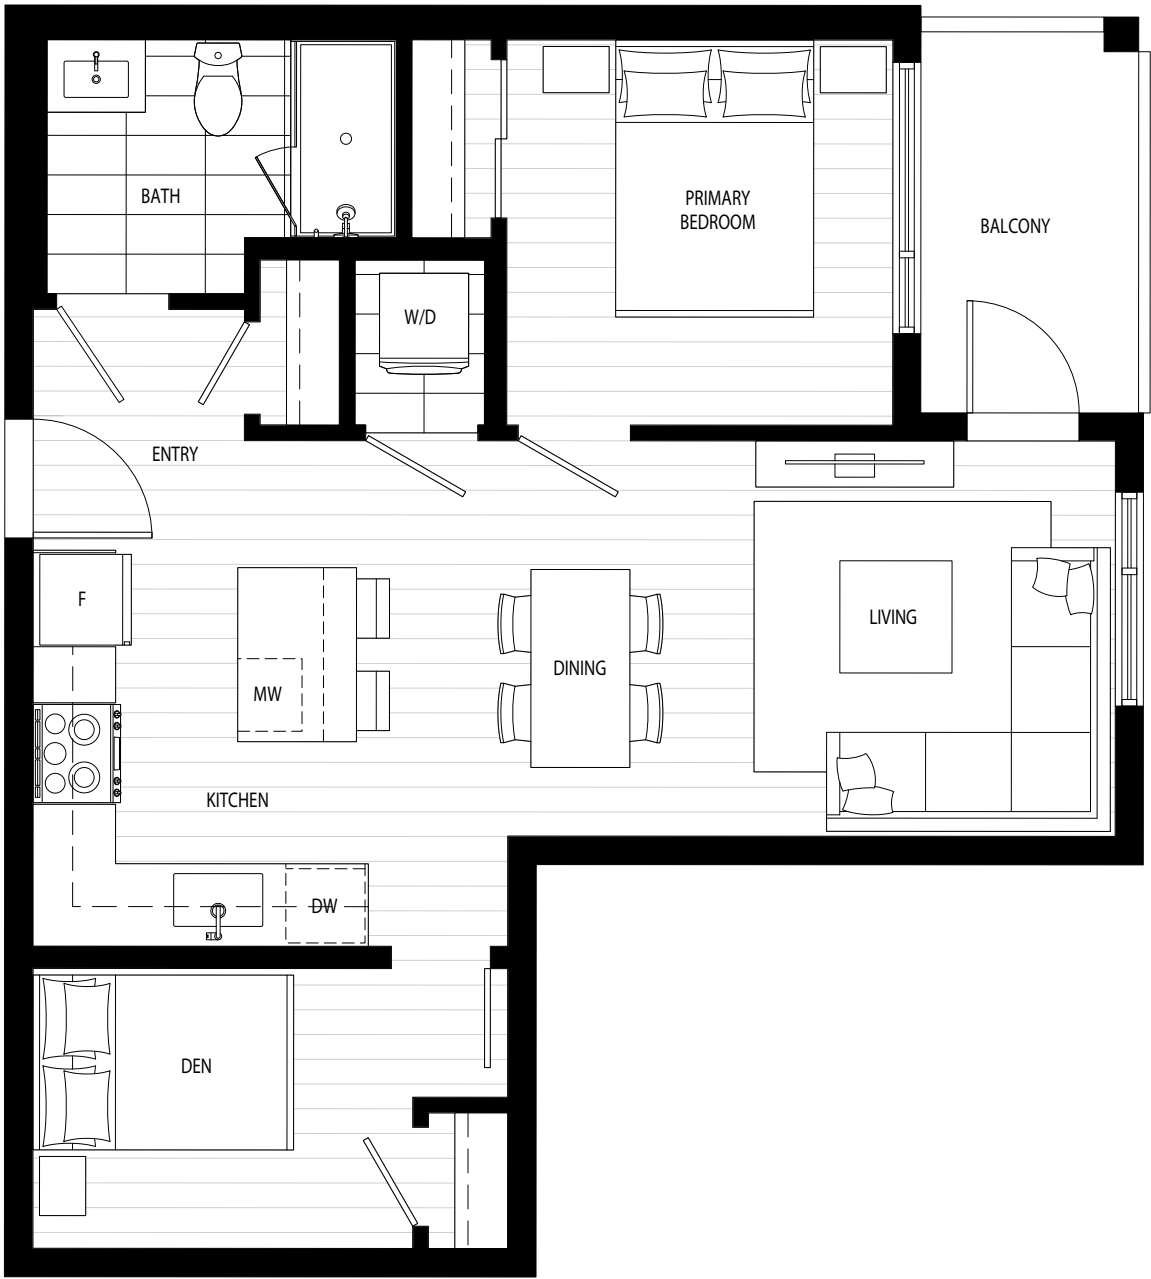 BATH
PRIMARY
BEDROOM
BALCONY
W/D
ENTRY
F
LIVING
DINING
MW
KITCHEN
DW
DEN